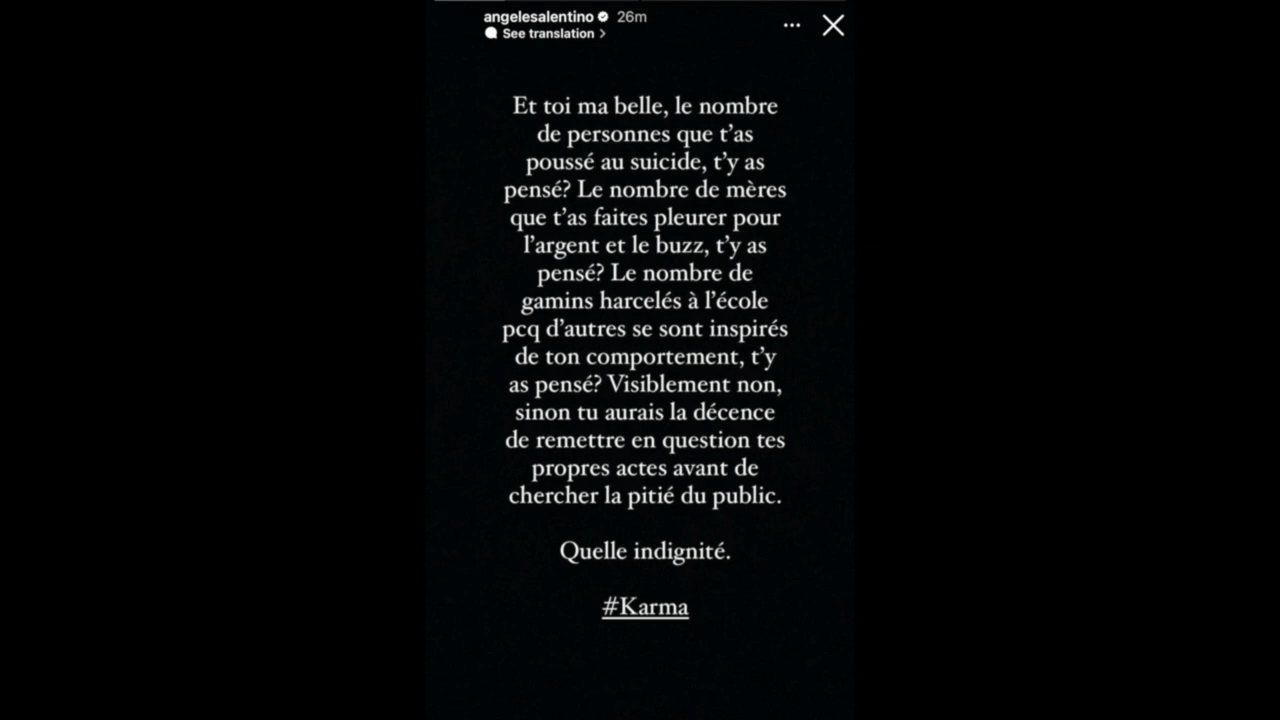 angelesalentino 26m
See translation >
Et toi ma belle, le nombre
de personnes que t’as
poussé au suicide, t’y as
pensé? Le nombre de mères
que t’as faites pleurer pour
l’argent et le buzz, t’y as
pensé? Le nombre de
gamins harcelés à l’école
pcq d’autres se sont inspirés
de ton comportement, t’y
as pensé? Visiblement non,
sinon tu aurais la décence
de remettre en question tes
propres actes avant de
chercher la pitié du public.
Quelle indignité.
#Karma